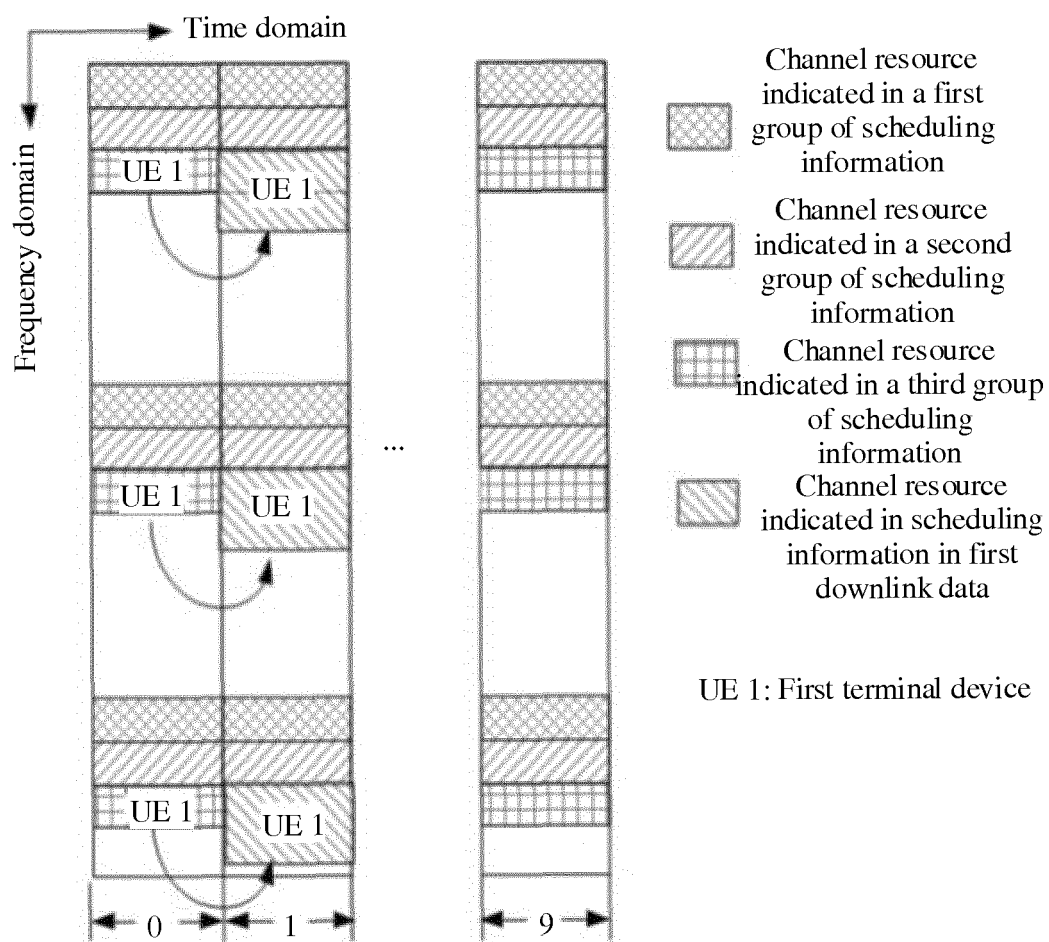 Time domain
Frequency domain
UE 1
UE 1
UE 1
UE 1
UE 1
UE 1
...
0
1
9
Channel resource
indicated in a first
group of scheduling
information
Channel resource
indicated in a second
group of scheduling
information
Channel resource
indicated in a third group
of scheduling
information
Channel resource
indicated in scheduling
information in first
downlink data
UE 1: First terminal device